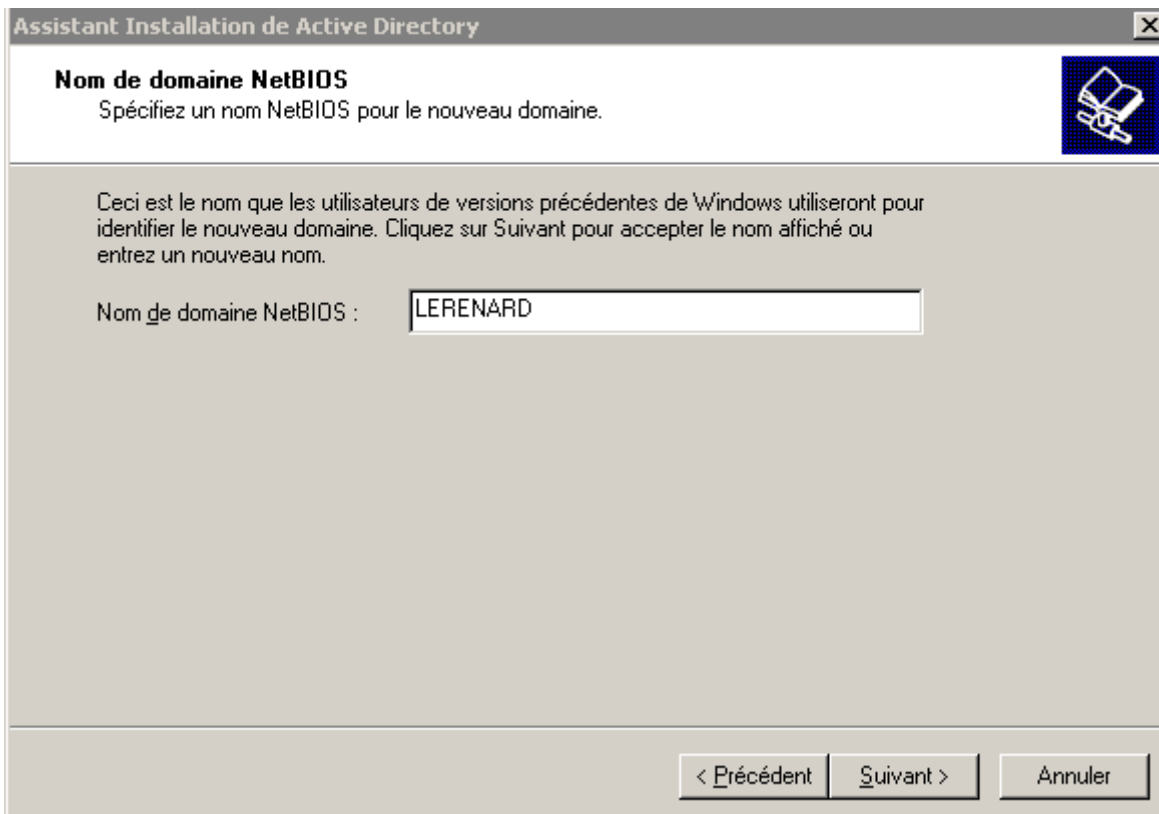 Assistant Installation de Active Directory
Nom de domaine NetBIOS
Spécifiez un nom NetBIOS pour le nouveau domaine.
Ceci est le nom que les utilisateurs de versions précédentes de Windows utiliseront pour
identifier le nouveau domaine. Cliquez sur Suivant pour accepter le nom affiché ou
entrez un nouveau nom.
Nom de domaine NetBIOS : LERENARD
< Précédent Suivant > Annuler